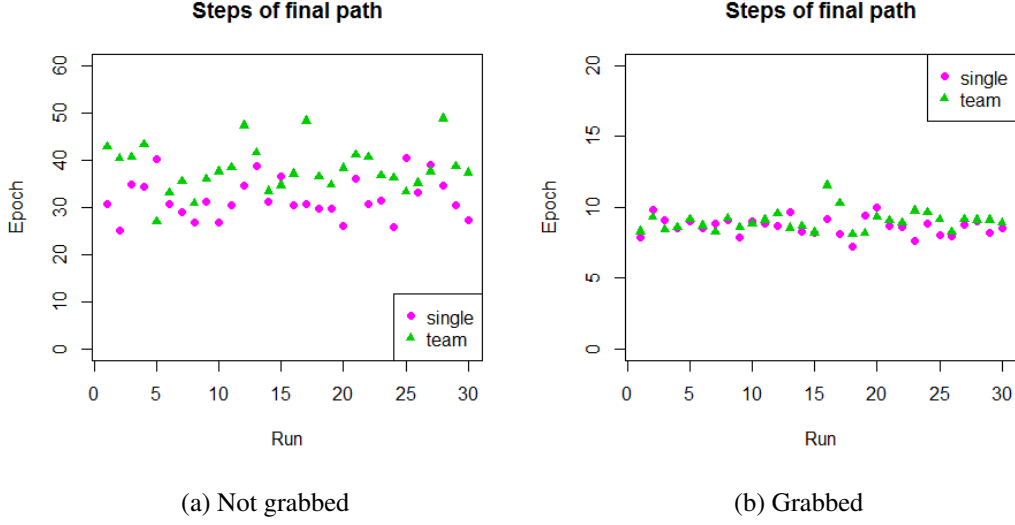 Steps of final path
Epoch
60
50
40
30
20
10
0
single
team
0 5 10 15 20 25 30
Run
(a) Not grabbed
Steps of final path
Epoch
20
15
10
5
0
single
team
0 5 10 15 20 25 30
Run
(b) Grabbed